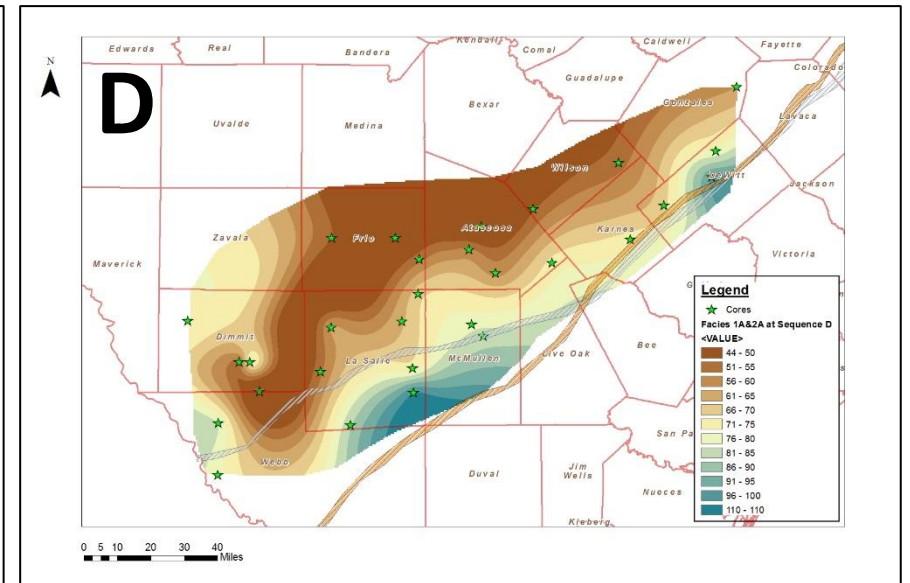 Edwards
Real
Bandera
Kendall
Comal
Caldwell
Fayette
Colorado
N
D
Guadalupe
Gonzales
Bexar
Lavaca
Uvalde
Medina
Wilson
DeWitt
Jackson
Zavala
Frio
Atascosa
Karnes
Maverick
Victoria
G
Legend
Cores
Facies 1A&2A at Sequence D
<VALUE>
44 - 50
51 - 55
56 - 60
61 - 65
66 - 70
71 - 75
76 - 80
81 - 85
86 - 90
91 - 95
96 - 100
110 - 110
Dimmit
La Salle
McMullen
Live Oak
Bee
San Pa
Webb
Duval
Jim
Wells
Nueces
Kleberg
0 5 10 20 30 40
Miles